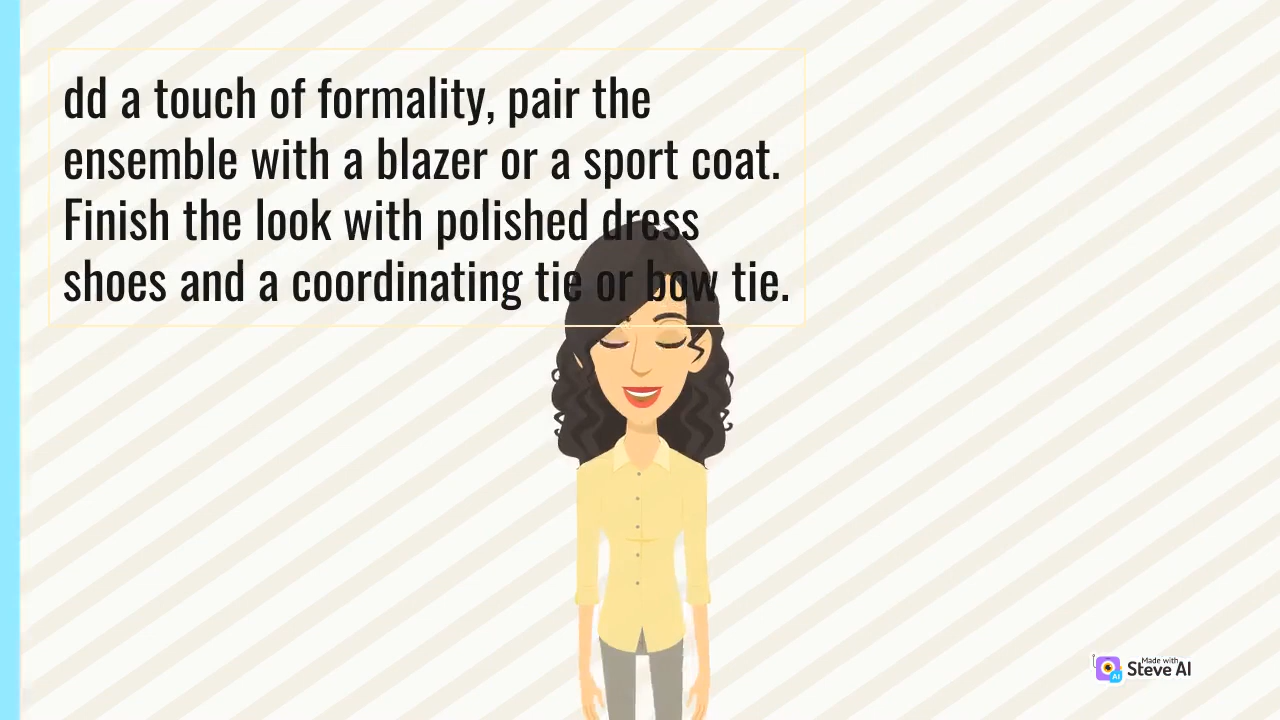 dd a touch of formality, pair the
ensemble with a blazer or a sport coat.
Finish the look with polished dress
shoes and a coordinating tie or bow tie.
Made with
Steve AI
AI